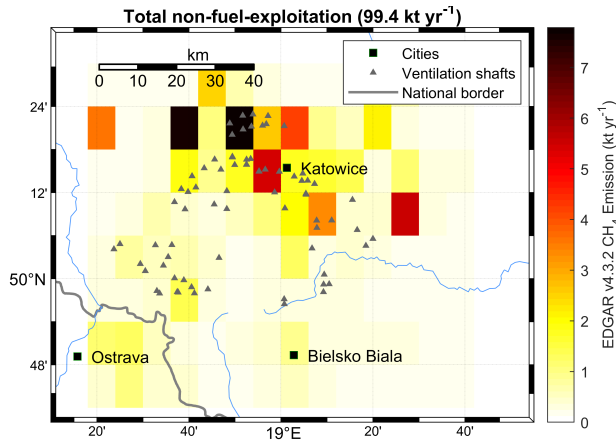 Total non-fuel-exploitation (99.4 kt yr⁻¹)
km
0 10 20 30 40
Cities
Ventilation shafts
National border
24'
12'
50°N
48'
Katowice
Ostrava
Bielsko Biala
20' 40' 19°E 20' 40'
7
6
5
4
3
2
1
0
EDGAR v4.3.2 CH₄ Emission (kt yr⁻¹)